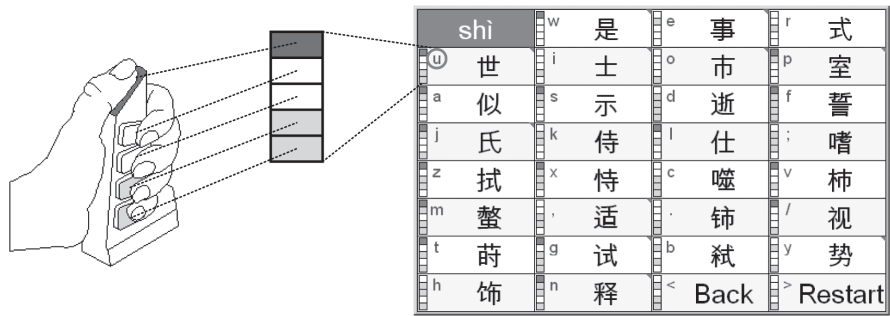 shì w 是 e 事 r 式
u 世 i 士 o 市 p 室
a 似 s 示 d 逝 f 誓
j 氏 k 侍 l 仕 ; 嗜
z 拭 x 恃 c 噬 v 柿
m 螫 , 适 . 铈 / 视
t 莳 g 试 b 弑 y 势
h 饰 n 释 < Back > Restart